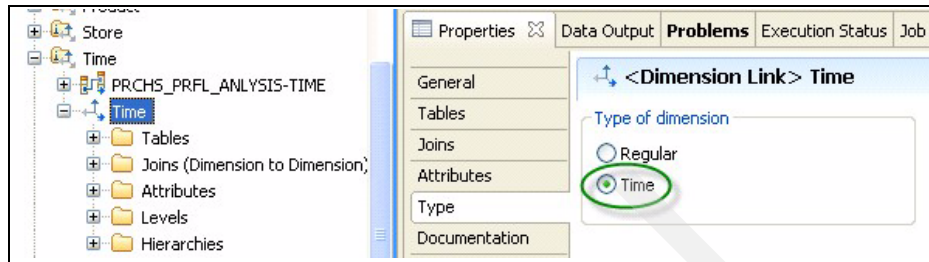 Product
Store
Time
PRCHS_PRFL_ANLYSIS-TIME
Time
Tables
Joins (Dimension to Dimension)
Attributes
Levels
Hierarchies
Properties
Data Output
Problems
Execution Status
Job
General
Tables
Joins
Attributes
Type
Documentation
<Dimension Link> Time
Type of dimension
Regular
Time